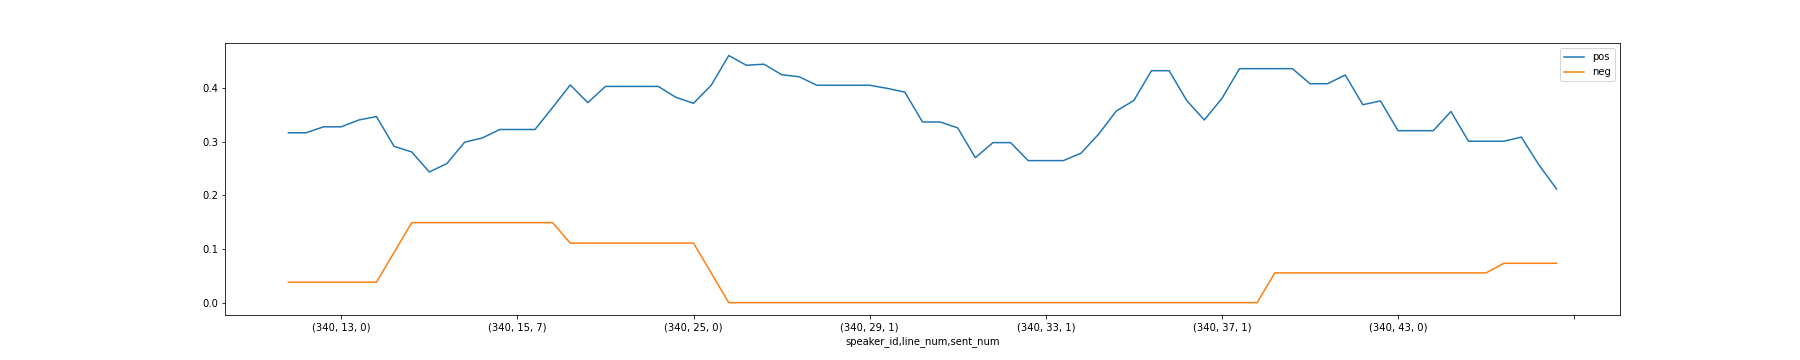 pos
neg
0.4
0.3
0.2
0.1
0.0
(340, 13, 0) (340, 15, 7) (340, 25, 0) (340, 29, 1) (340, 33, 1) (340, 37, 1) (340, 43, 0)
speaker_id,line_num,sent_num